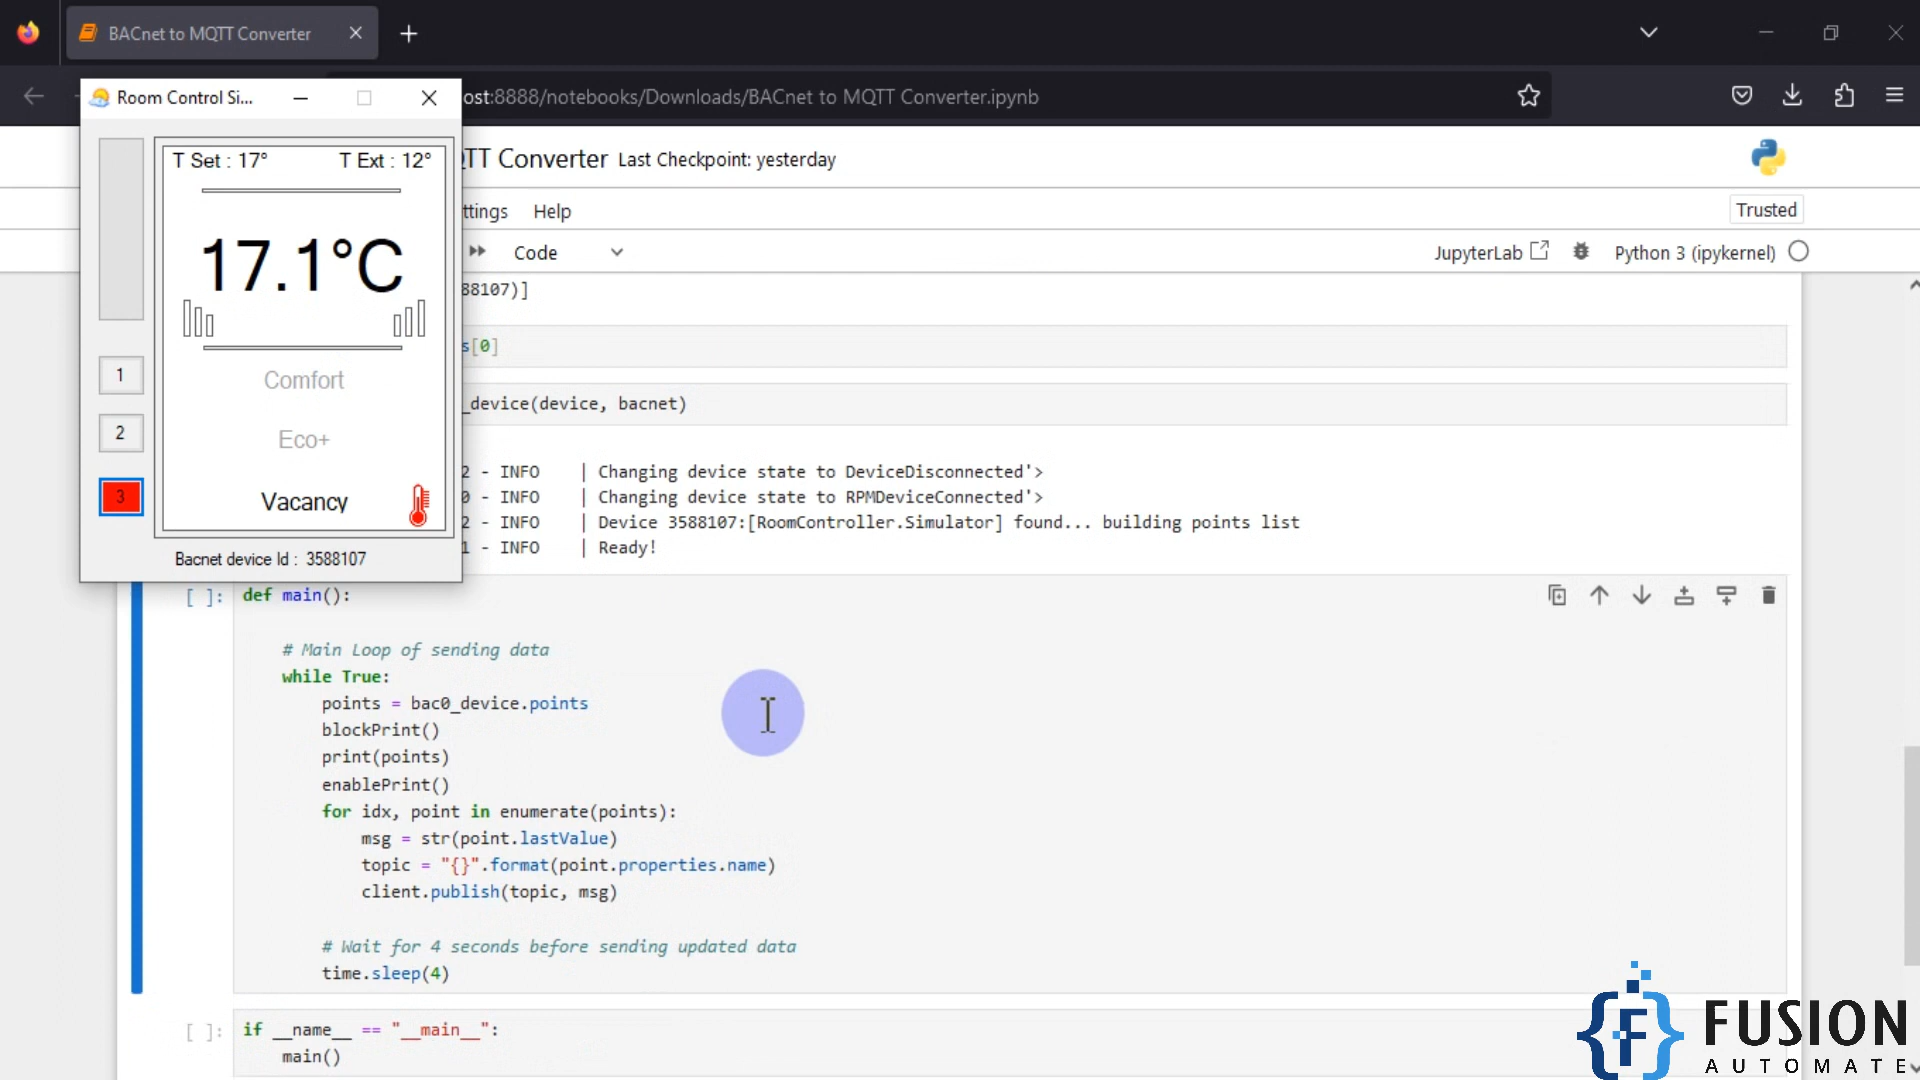 BACnet to MQTT Converter
Room Control Si...
ost:8888/notebooks/Downloads/BACnet to MQTT Converter.ipynb
TT Converter Last Checkpoint: yesterday
ttings Help
Trusted
Code
JupyterLab
Python 3 (ipykernel)
T Set : 17° T Ext : 12°
17.1°C
Comfort
Eco+
Vacancy
1
2
3
Bacnet device Id : 3588107
88107)]
s[0]
_device(device, bacnet)
2 - INFO | Changing device state to DeviceDisconnected'>
0 - INFO | Changing device state to RPMDeviceConnected'>
2 - INFO | Device 3588107:[RoomController.Simulator] found... building points list
1 - INFO | Ready!
[ ]: def main():
# Main Loop of sending data
while True:
points = bac0_device.points
blockPrint()
print(points)
enablePrint()
for idx, point in enumerate(points):
msg = str(point.lastValue)
topic = "{}".format(point.properties.name)
client.publish(topic, msg)
# Wait for 4 seconds before sending updated data
time.sleep(4)
[ ]: if __name__ == "__main__":
main()
F
FUSION
AUTOMATE